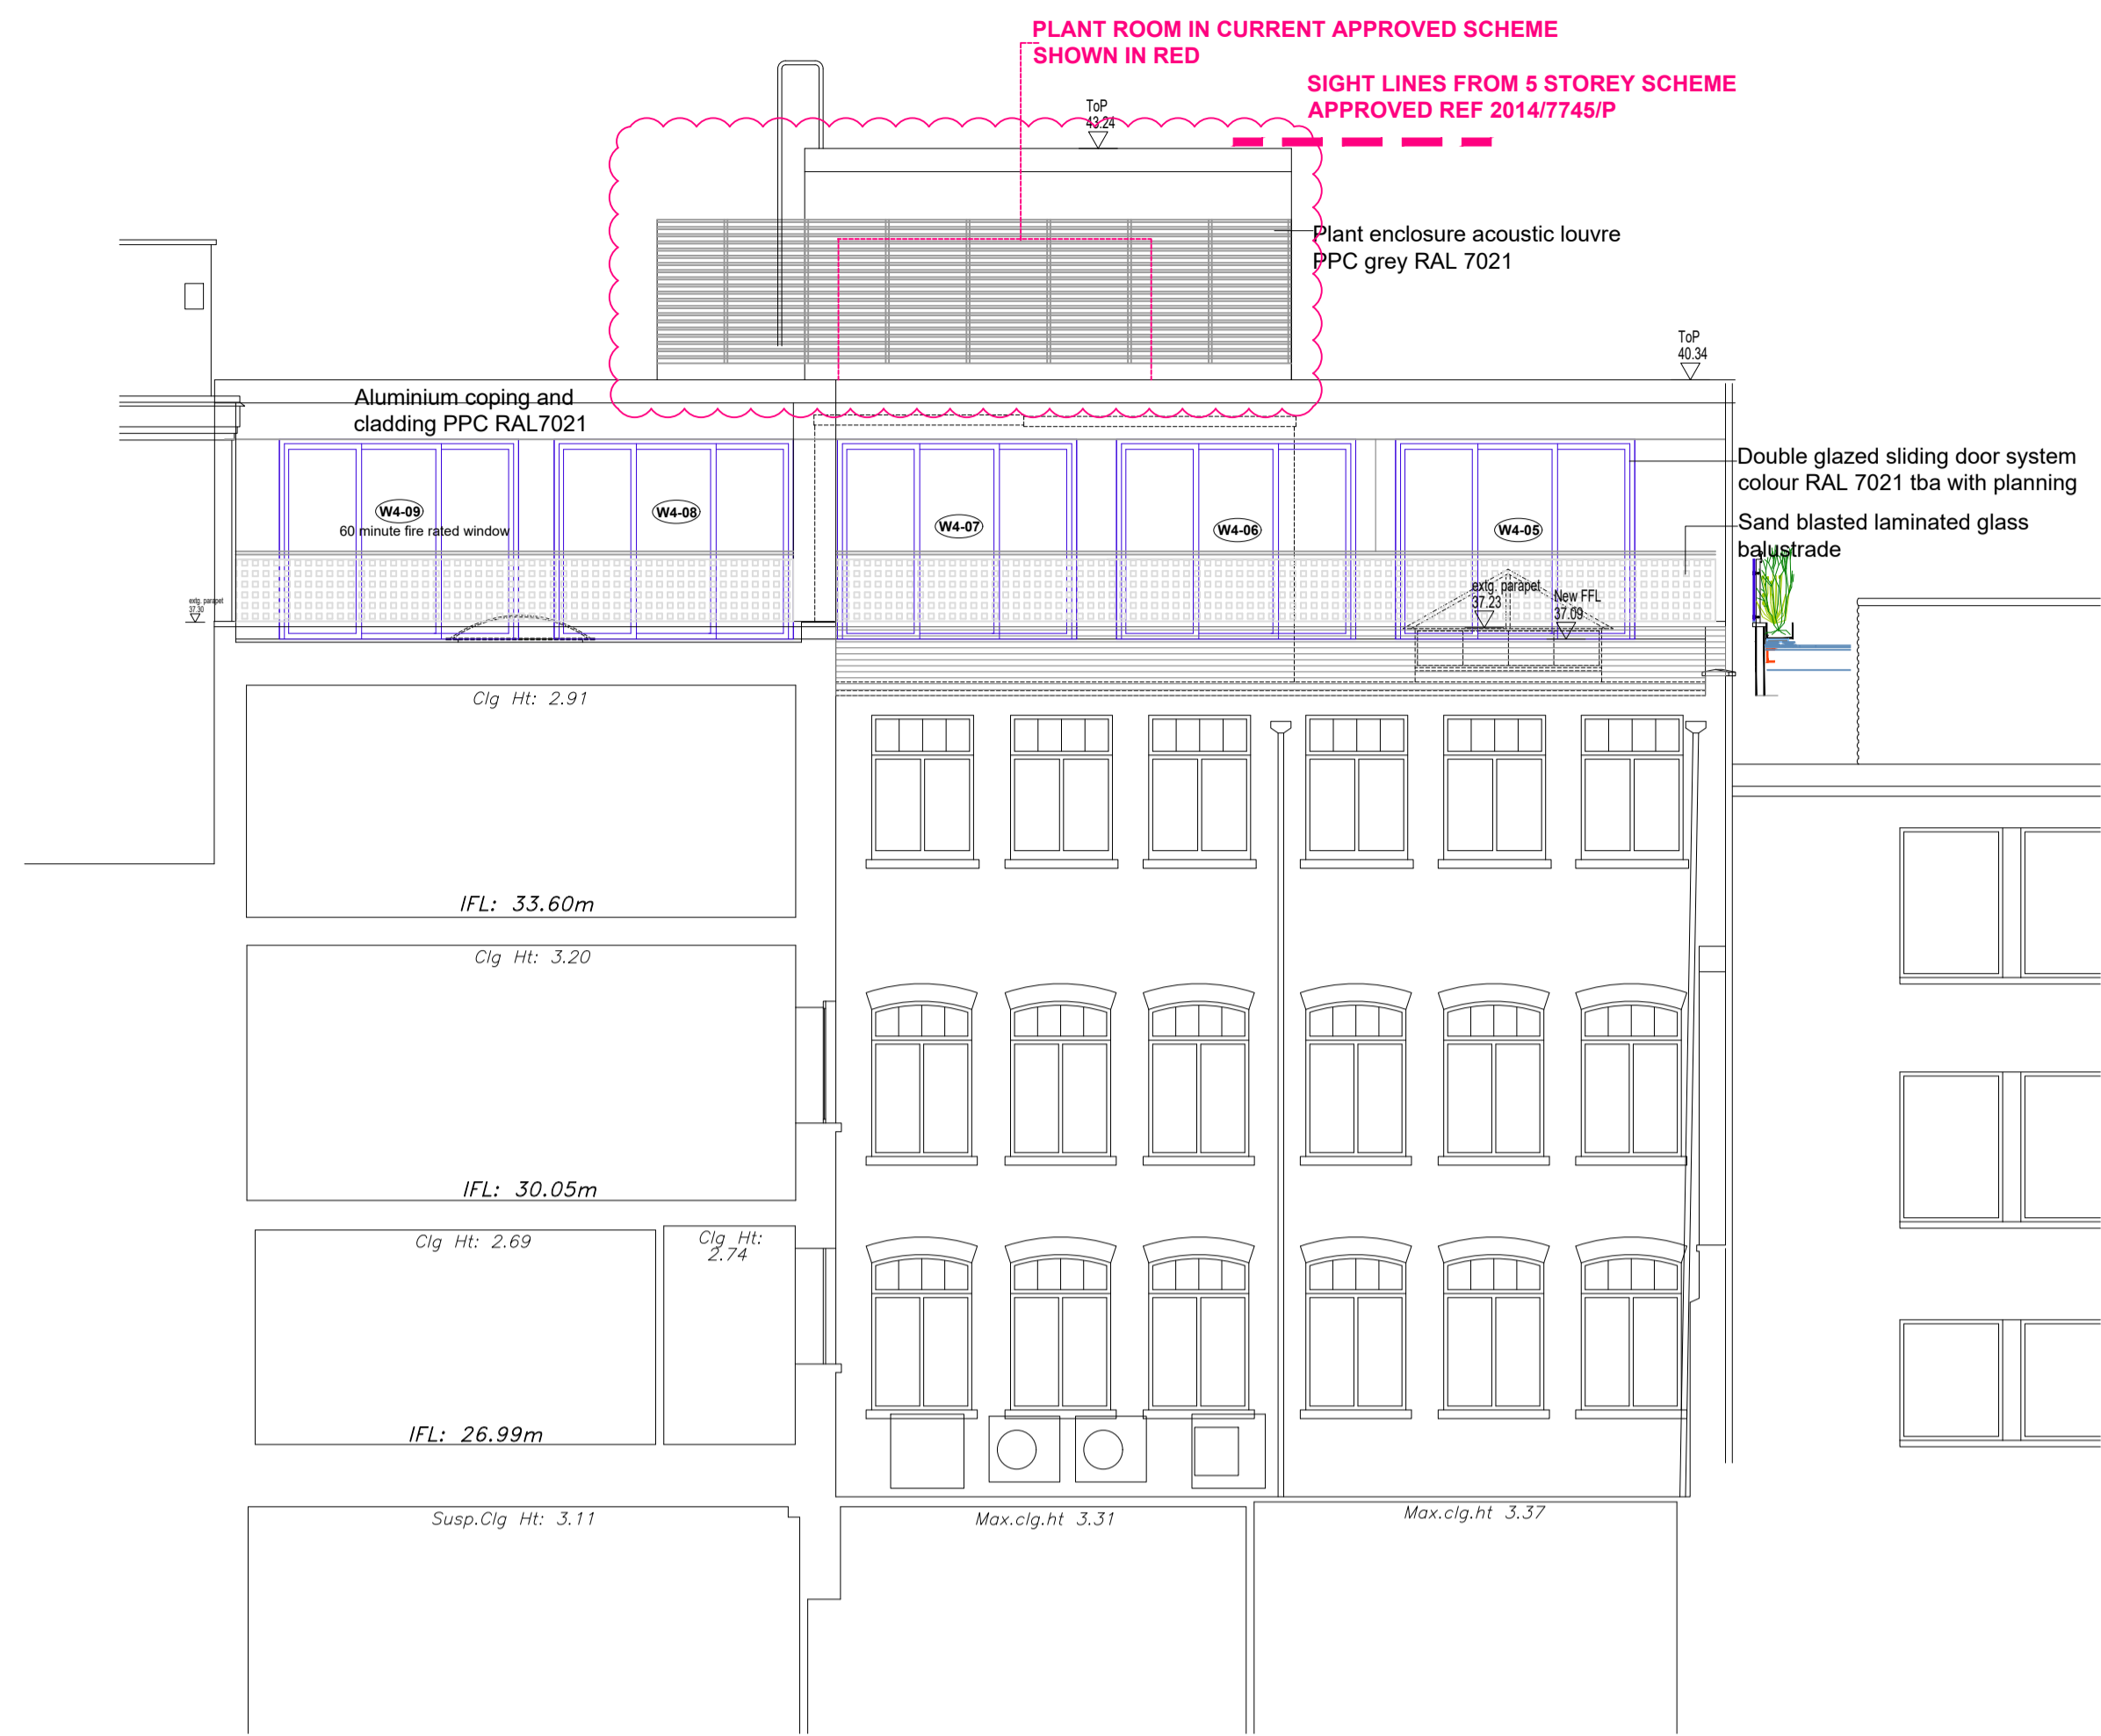 PLANT ROOM IN CURRENT APPROVED SCHEME
SHOWN IN RED
SIGHT LINES FROM 5 STOREY SCHEME
APPROVED REF 2014/7745/P
ToP
43.24
Plant enclosure acoustic louvre
PPC grey RAL 7021
ToP
40.34
Aluminium coping and
cladding PPC RAL7021
Double glazed sliding door system
colour RAL 7021 tba with planning
W4-09
60 minute fire rated window
W4-08
W4-07
W4-06
W4-05
Sand blasted laminated glass
balustrade
extg. parapet
37.30
extg. parapet
37.23
New FFL
37.09
Clg Ht: 2.91
IFL: 33.60m
Clg Ht: 3.20
IFL: 30.05m
Clg Ht: 2.69
Clg Ht:
2.74
IFL: 26.99m
Susp.Clg Ht: 3.11
Max.clg.ht 3.31
Max.clg.ht 3.37